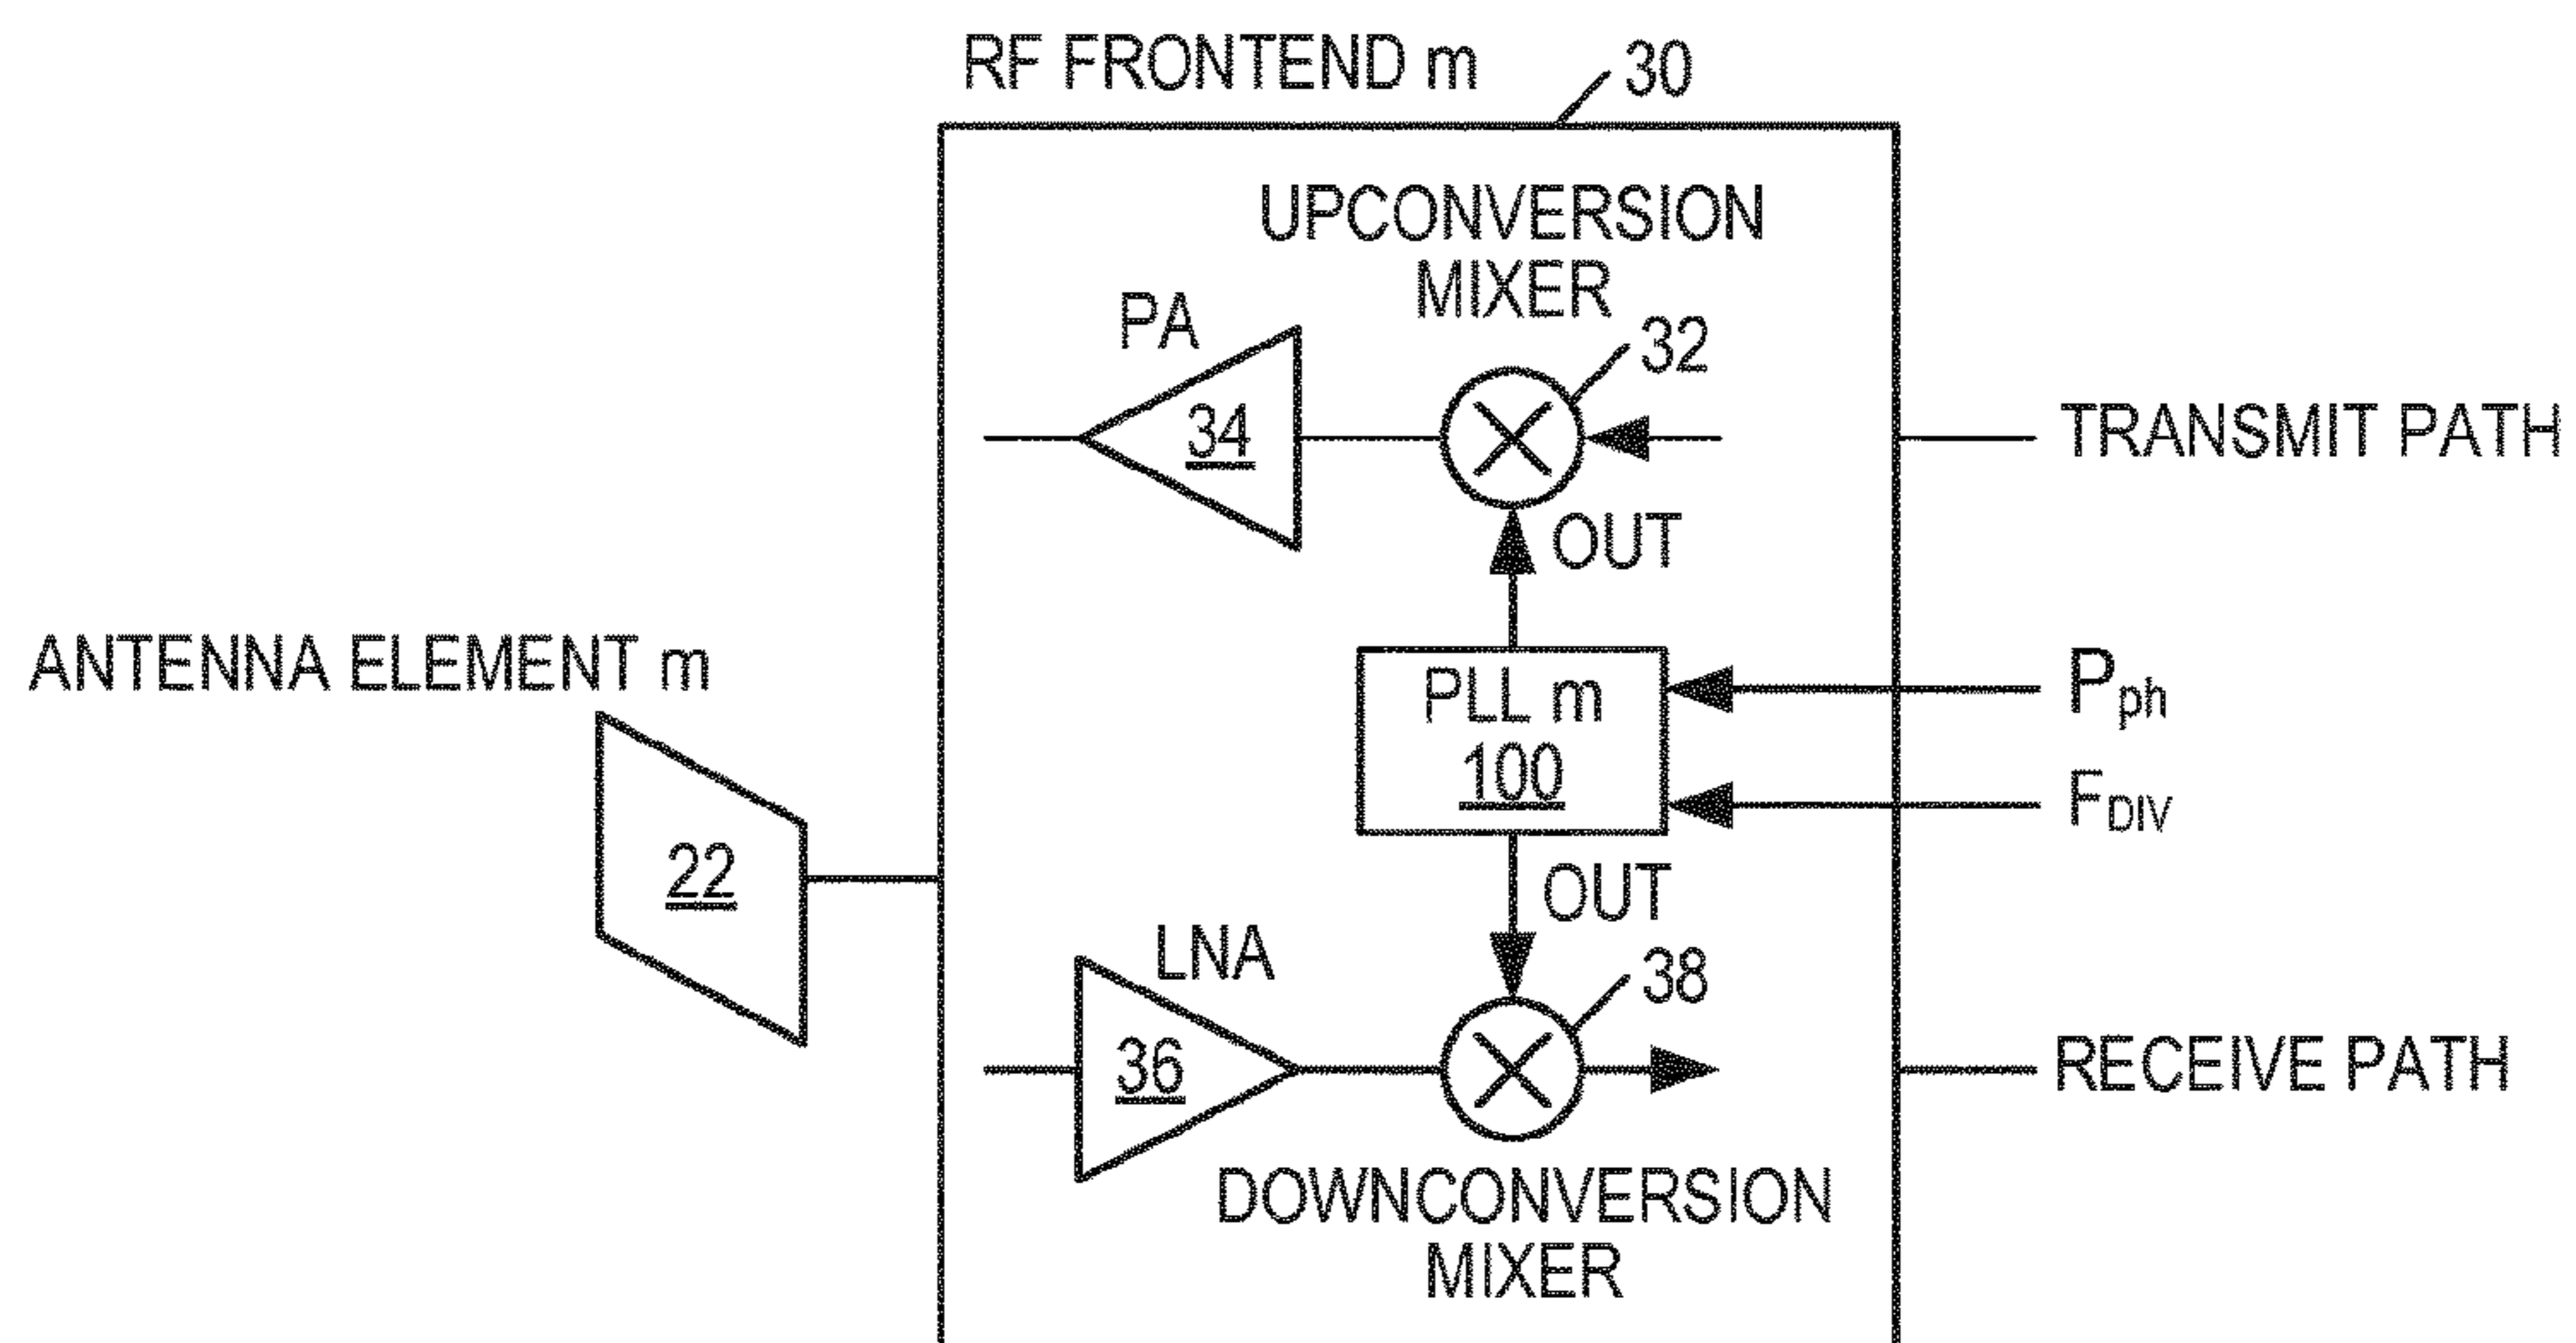 RF FRONTEND m
30
UPCONVERSION
MIXER
PA
32
34
TRANSMIT PATH
OUT
ANTENNA ELEMENT m
PLL m
100
Pph
FDIV
22
OUT
LNA
38
36
RECEIVE PATH
DOWNCONVERSION
MIXER